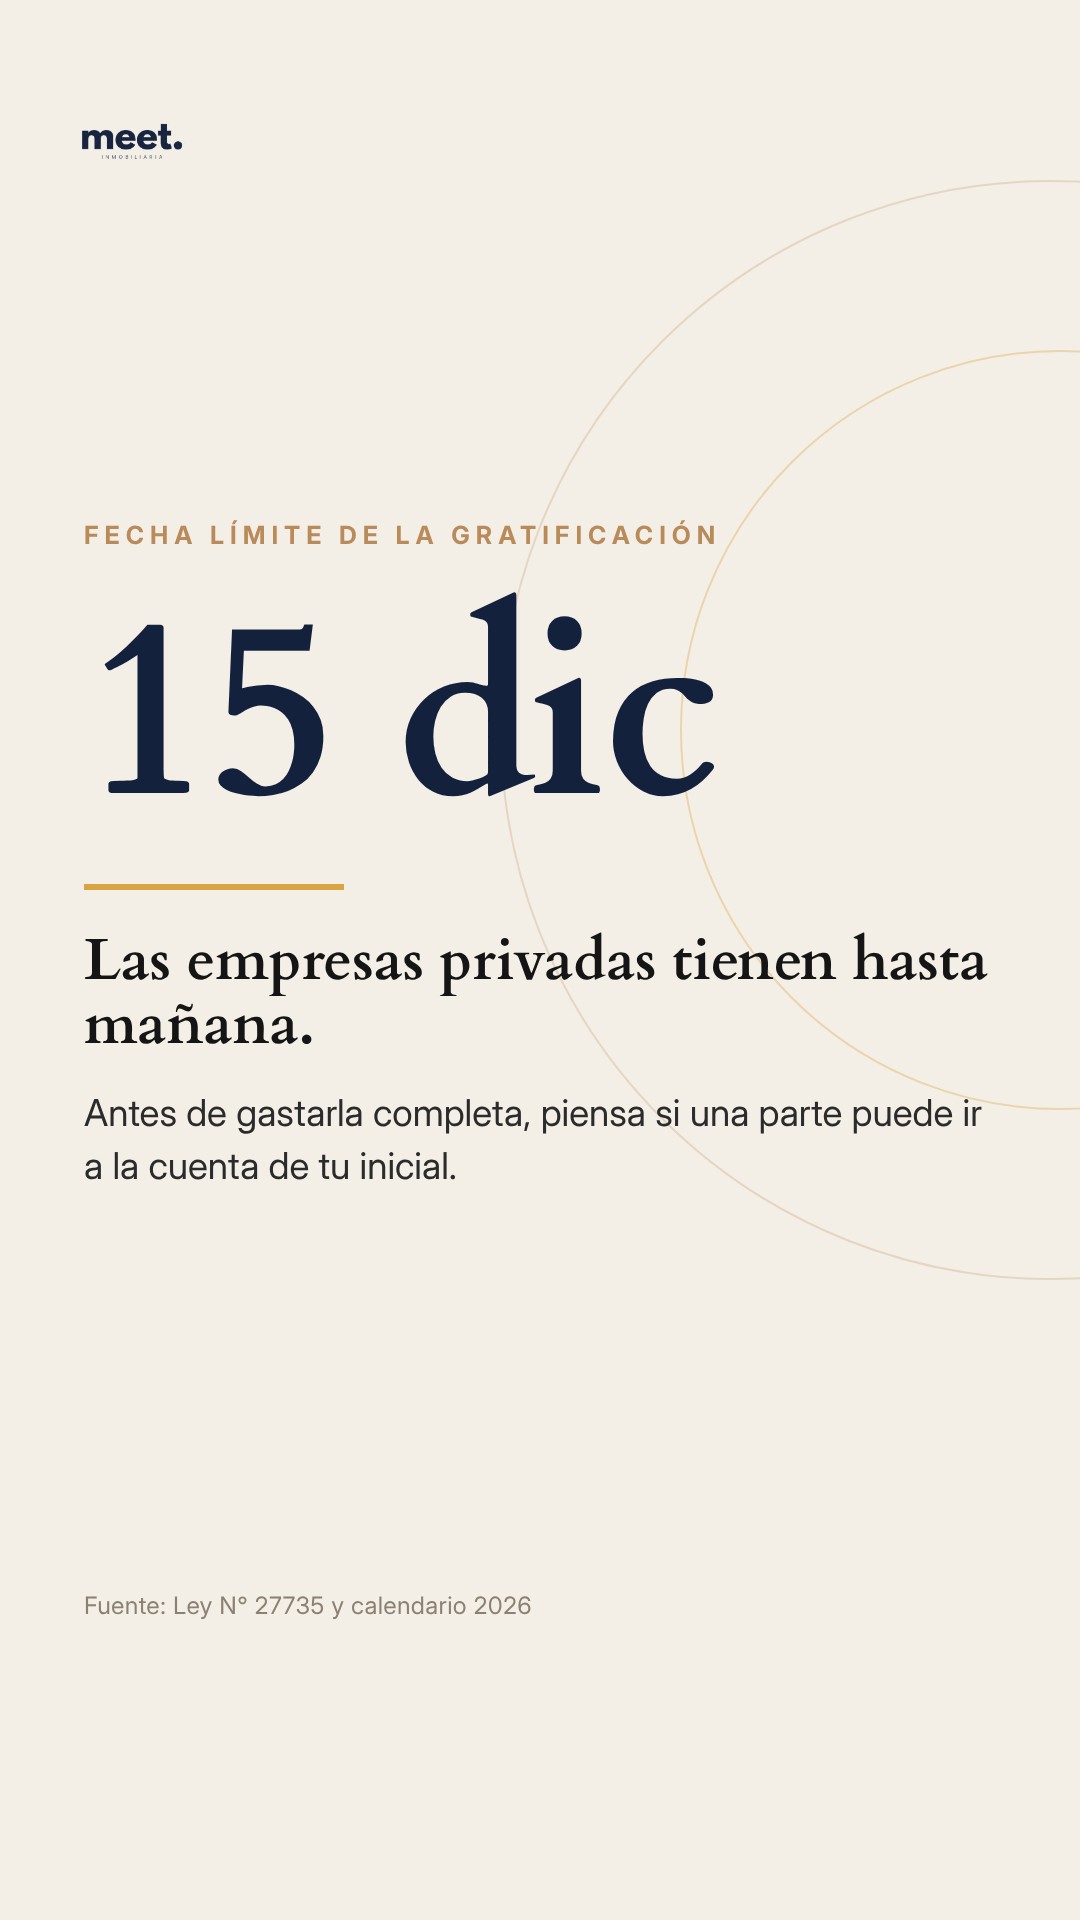 meet.
INMOBILIARIA
FECHA LÍMITE DE LA GRATIFICACIÓN
15 dic
Las empresas privadas tienen hasta
mañana.
Antes de gastarla completa, piensa si una parte puede ir
a la cuenta de tu inicial.
Fuente: Ley N° 27735 y calendario 2026